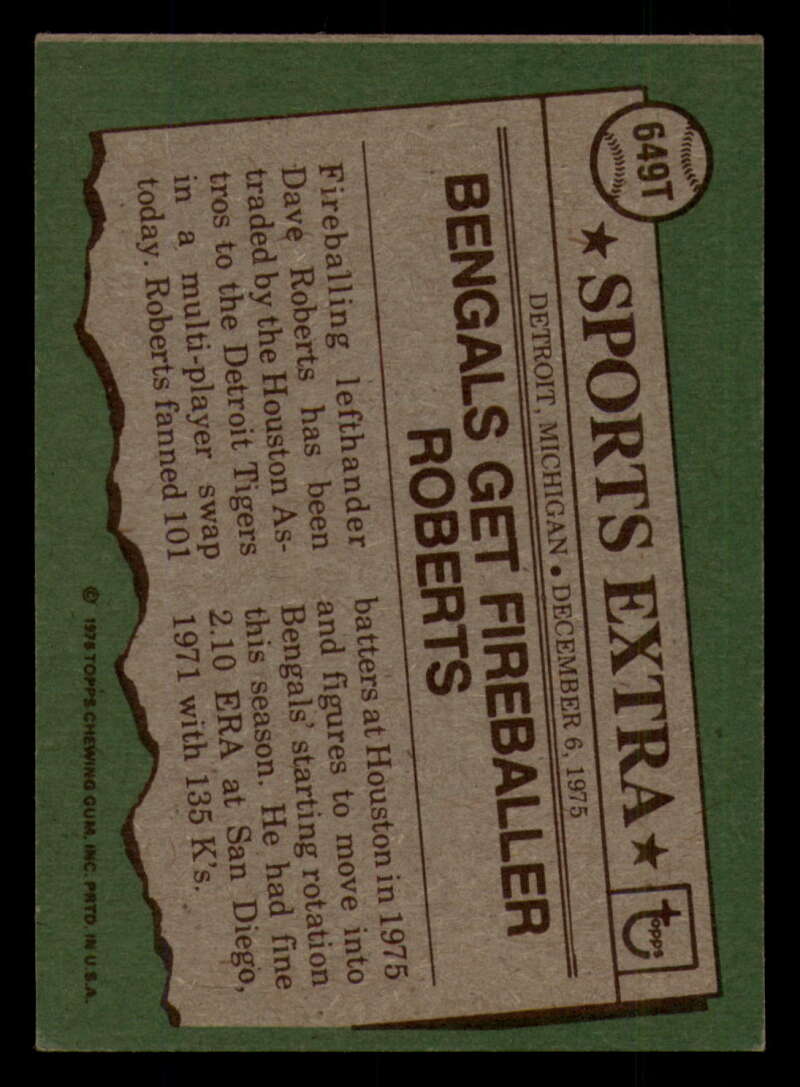 649T
★ SPORTS EXTRA ★
topps
DETROIT, MICHIGAN • DECEMBER 6, 1975
BENGALS GET FIREBALLER
ROBERTS
Fireballing lefthander
Dave Roberts has been
traded by the Houston As-
tros to the Detroit Tigers
in a multi-player swap
today. Roberts fanned 101
batters at Houston in 1975
and figures to move into
Bengals' starting rotation
this season. He had fine
2.10 ERA at San Diego,
1971 with 135 K's.
© 1976 TOPPS CHEWING GUM, INC. PRTD. IN U.S.A.